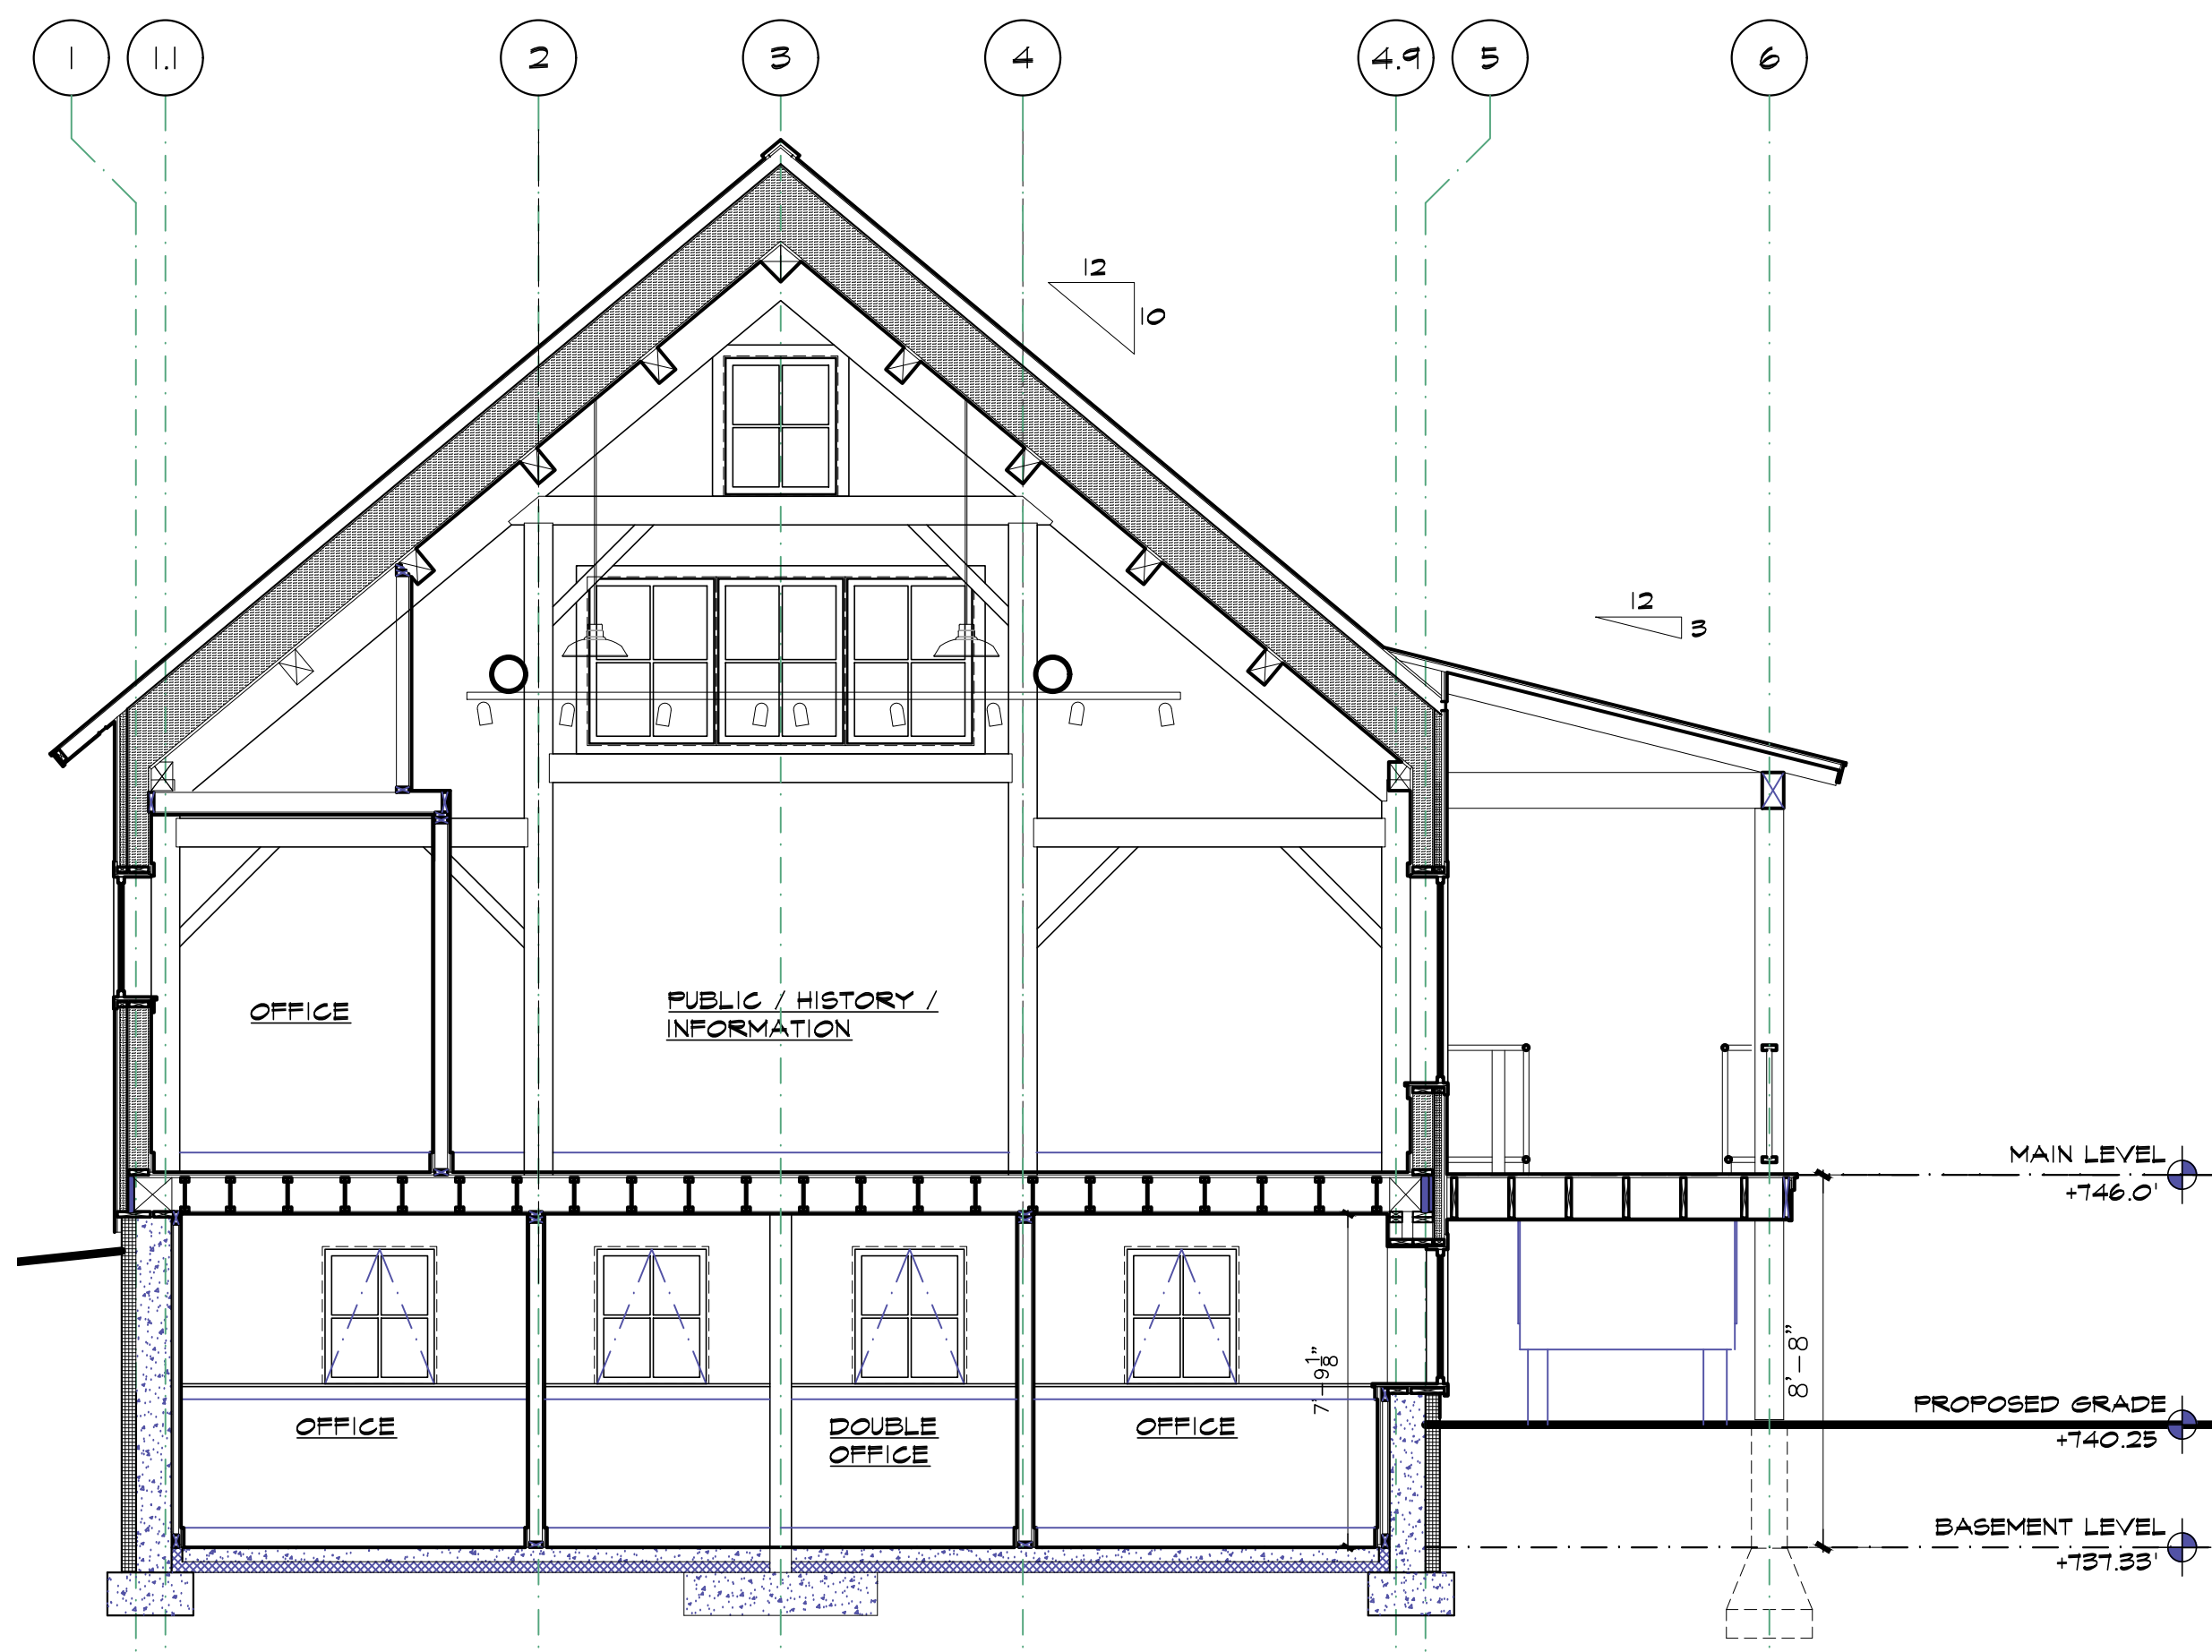 1 1.1 2 3 4 4.9 5 6
12
10
12
3
OFFICE
PUBLIC / HISTORY /
INFORMATION
MAIN LEVEL
+746.0'
7'-9 1/8"
8'-8"
OFFICE
DOUBLE
OFFICE
OFFICE
PROPOSED GRADE
+740.25
BASEMENT LEVEL
+737.33'